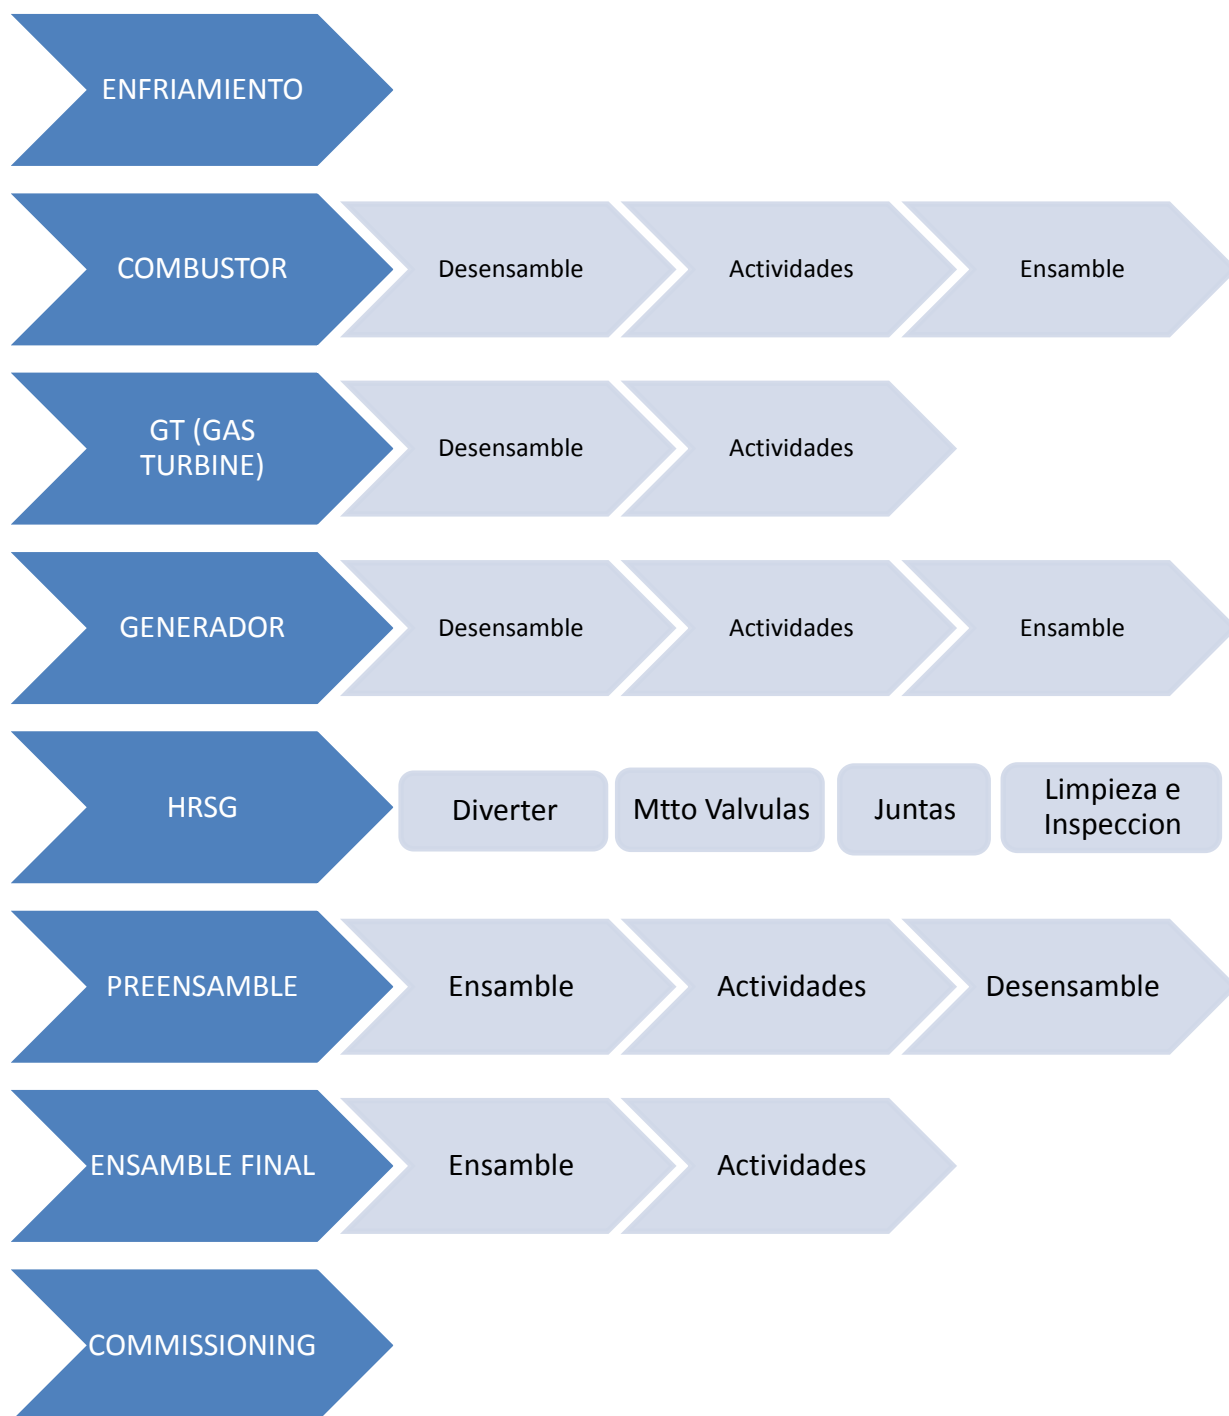 ENFRIAMIENTO
COMBUSTOR
Desensamble
Actividades
Ensamble
GT (GAS
TURBINE)
Desensamble
Actividades
GENERADOR
Desensamble
Actividades
Ensamble
HRSG
Diverter
Mtto Valvulas
Juntas
Limpieza e
Inspeccion
PREENSAMBLE
Ensamble
Actividades
Desensamble
ENSAMBLE FINAL
Ensamble
Actividades
COMMISSIONING